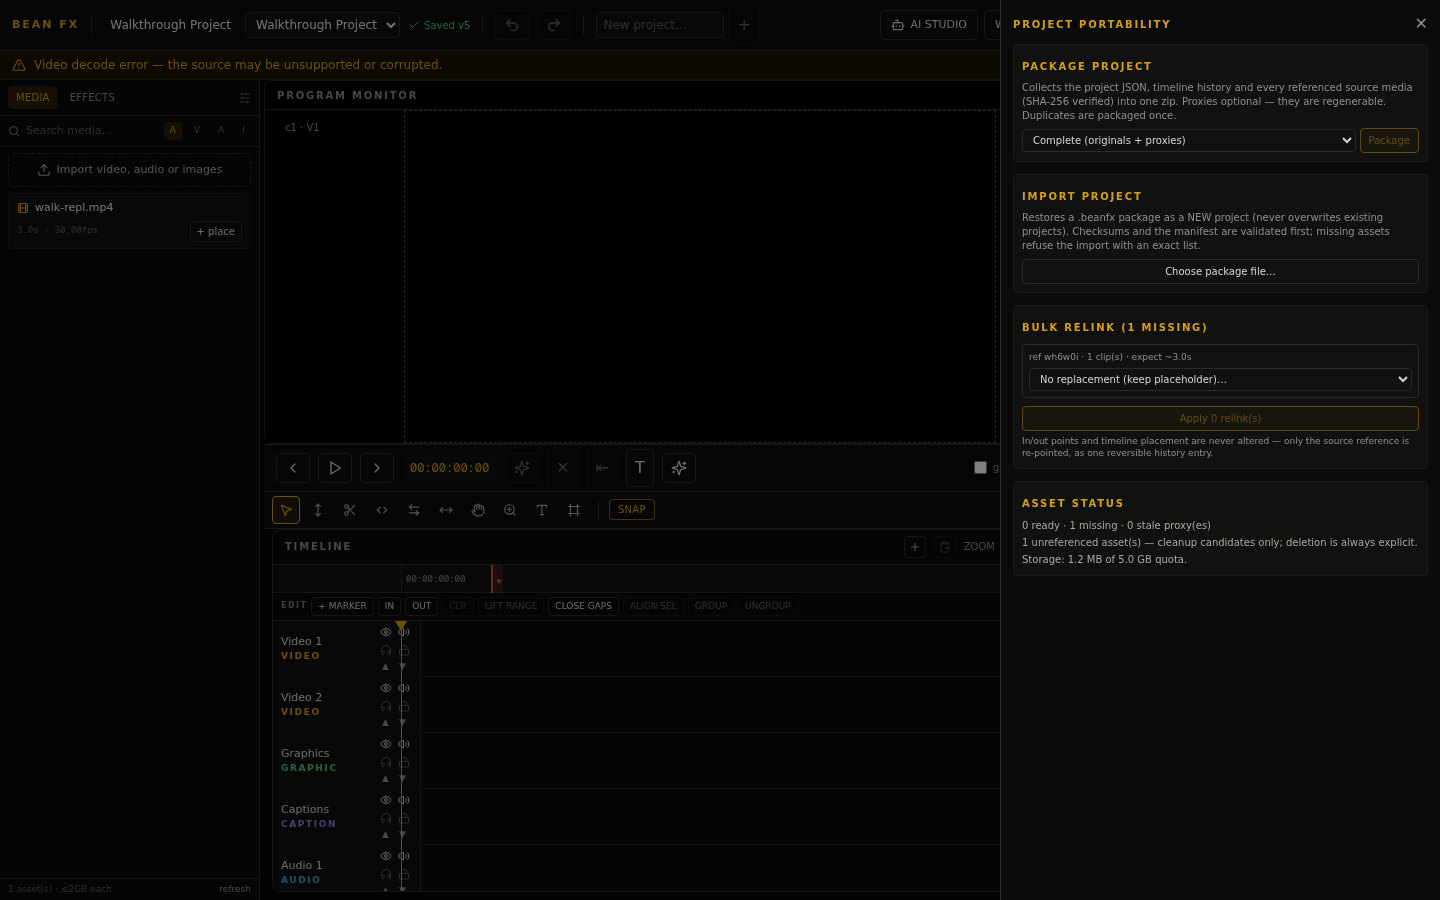 BEAN FX
Walkthrough Project
Walkthrough Project
Saved v5
New project...
+
AI STUDIO
W
Video decode error — the source may be unsupported or corrupted.
MEDIA
EFFECTS
Search media...
A V A I
Import video, audio or images
walk-repl.mp4
3.0s · 30.00fps
+ place
1 asset(s) · ≤2GB each
refresh
PROGRAM MONITOR
c1 · V1
00:00:00:00
T
g
SNAP
TIMELINE
+
ZOOM
00:00:00:00
EDIT
+ MARKER
IN
OUT
CLR
LIFT RANGE
CLOSE GAPS
ALIGN SEL
GROUP
UNGROUP
Video 1
VIDEO
Video 2
VIDEO
Graphics
GRAPHIC
Captions
CAPTION
Audio 1
AUDIO
PROJECT PORTABILITY
PACKAGE PROJECT
Collects the project JSON, timeline history and every referenced source media
(SHA-256 verified) into one zip. Proxies optional — they are regenerable.
Duplicates are packaged once.
Complete (originals + proxies)
Package
IMPORT PROJECT
Restores a .beanfx package as a NEW project (never overwrites existing
projects). Checksums and the manifest are validated first; missing assets
refuse the import with an exact list.
Choose package file...
BULK RELINK (1 MISSING)
ref wh6w0i · 1 clip(s) · expect ~3.0s
No replacement (keep placeholder)...
Apply 0 relink(s)
In/out points and timeline placement are never altered — only the source reference is
re-pointed, as one reversible history entry.
ASSET STATUS
0 ready · 1 missing · 0 stale proxy(es)
1 unreferenced asset(s) — cleanup candidates only; deletion is always explicit.
Storage: 1.2 MB of 5.0 GB quota.